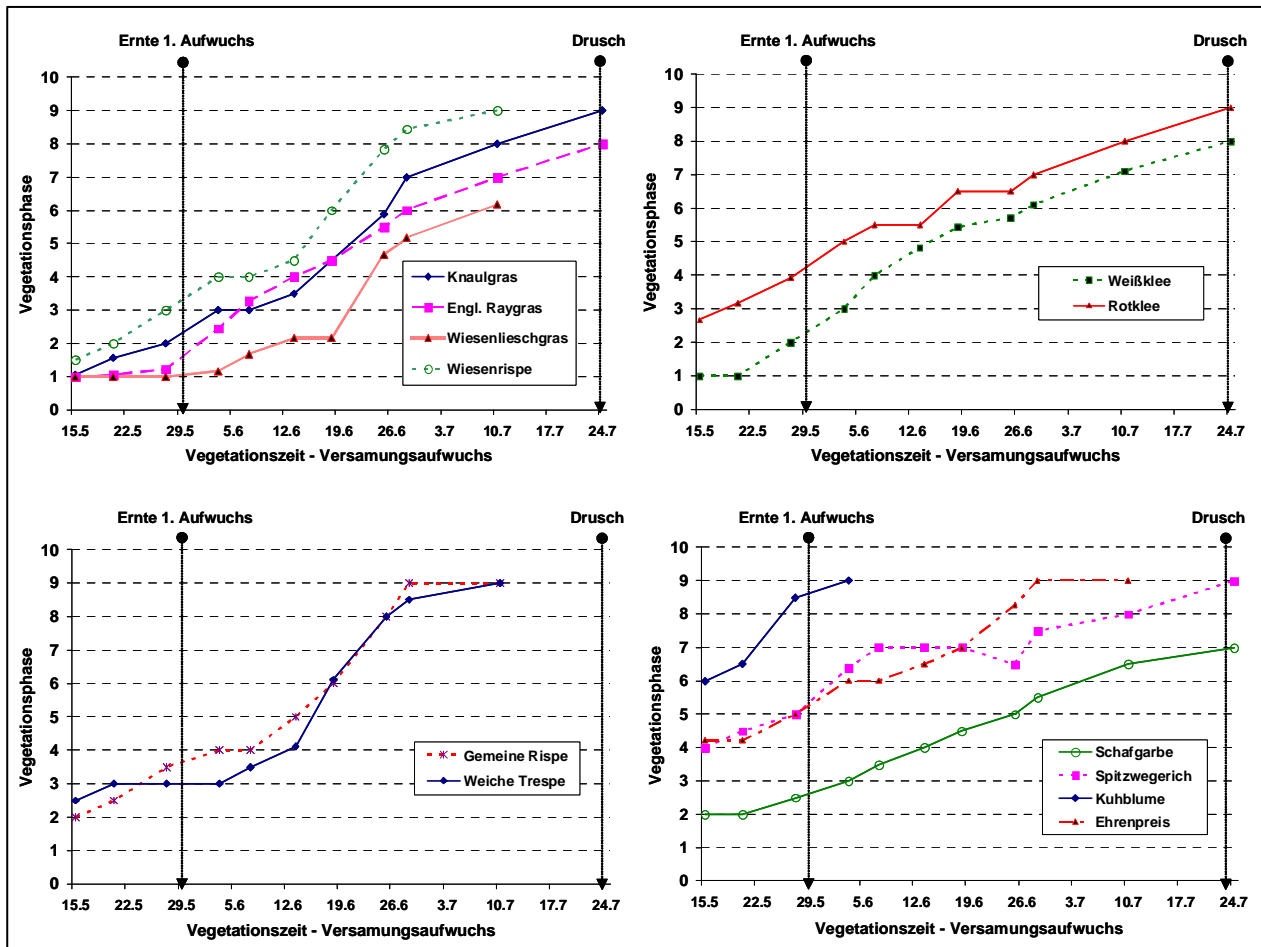 Ernte 1. Aufwuchs
Drusch
10
9
8
7
6
5
4
3
2
1
0
Vegetationsphase
Knaulgras
Engl. Raygras
Wiesenlieschgras
Wiesenrispe
15.5 22.5 29.5 5.6 12.6 19.6 26.6 3.7 10.7 17.7 24.7
Vegetationszeit - Versamungsaufwuchs
Ernte 1. Aufwuchs
Drusch
10
9
8
7
6
5
4
3
2
1
0
Vegetationsphase
Weißklee
Rotklee
15.5 22.5 29.5 5.6 12.6 19.6 26.6 3.7 10.7 17.7 24.7
Vegetationszeit - Versamungsaufwuchs
Ernte 1. Aufwuchs
Drusch
10
9
8
7
6
5
4
3
2
1
0
Vegetationsphase
Gemeine Rispe
Weiche Trespe
15.5 22.5 29.5 5.6 12.6 19.6 26.6 3.7 10.7 17.7 24.7
Vegetationszeit - Versamungsaufwuchs
Ernte 1. Aufwuchs
Drusch
10
9
8
7
6
5
4
3
2
1
0
Vegetationsphase
Schafgarbe
Spitzwegerich
Kuhblume
Ehrenpreis
15.5 22.5 29.5 5.6 12.6 19.6 26.6 3.7 10.7 17.7 24.7
Vegetationszeit - Versamungsaufwuchs